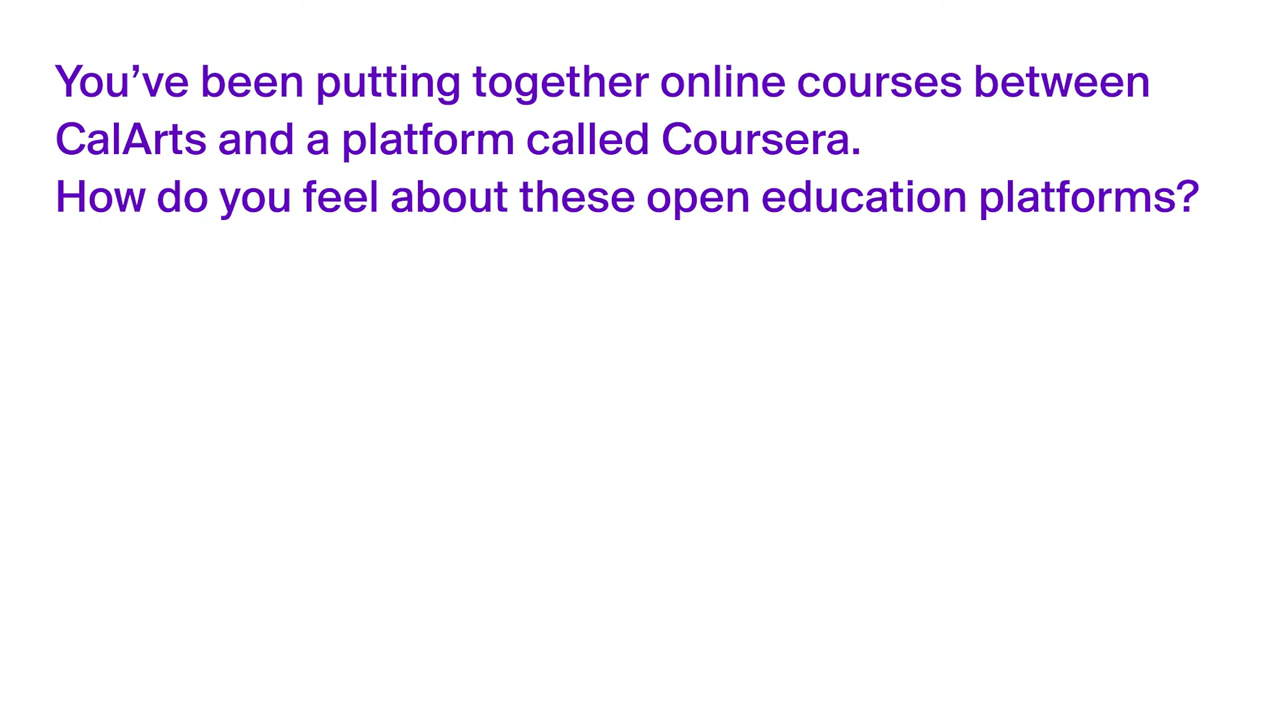 You’ve been putting together online courses between
CalArts and a platform called Coursera.
How do you feel about these open education platforms?